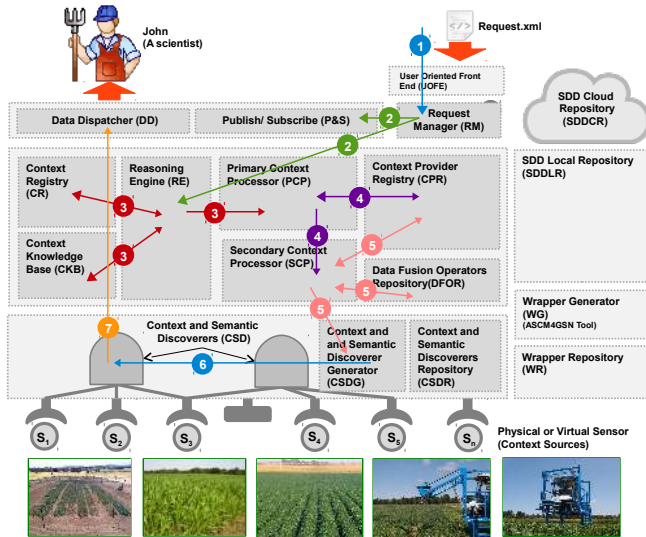 John
(A scientist)
Request.xml
</>
1
User Oriented Front
End (UOFE)
SDD Cloud
Repository
(SDDCR)
Data Dispatcher (DD)
Publish/ Subscribe (P&S)
2
Request
Manager (RM)
2
Context
Registry
(CR)
Reasoning
Engine (RE)
Primary Context
Processor (PCP)
Context Provider
Registry (CPR)
SDD Local Repository
(SDDLR)
3
3
4
4
3
5
Context
Knowledge
Base (CKB)
Secondary Context
Processor (SCP)
Data Fusion Operators
Repository(DFOR)
5
5
Wrapper Generator
(WG)
(ASCM4GSN Tool)
7
Context and Semantic
Discoverers (CSD)
Context and
and Semantic
Discoverer
Generator
(CSDG)
Context and
Semantic
Discoverers
Repository
(CSDR)
Wrapper Repository
(WR)
6
S1
S2
S3
S4
S5
Sn
Physical or Virtual Sensor
(Context Sources)